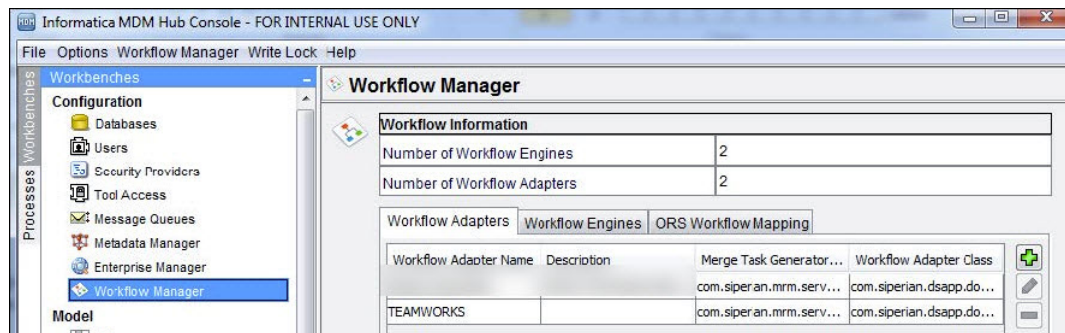 Informatica MDM Hub Console - FOR INTERNAL USE ONLY
File Options Workflow Manager Write Lock Help
Processes Workbenches
Workbenches
Configuration
Databases
Users
Security Providers
Tool Access
Message Queues
Metadata Manager
Enterprise Manager
Workflow Manager
Model
Workflow Manager
Workflow Information
Number of Workflow Engines 2
Number of Workflow Adapters 2
Workflow Adapters Workflow Engines ORS Workflow Mapping
Workflow Adapter Name Description Merge Task Generator... Workflow Adapter Class
com.siperan.mrm.serv... com.siperian.dsapp.do...
TEAMWORKS com.siperian.mrm.serv... com.siperian.dsapp.do...